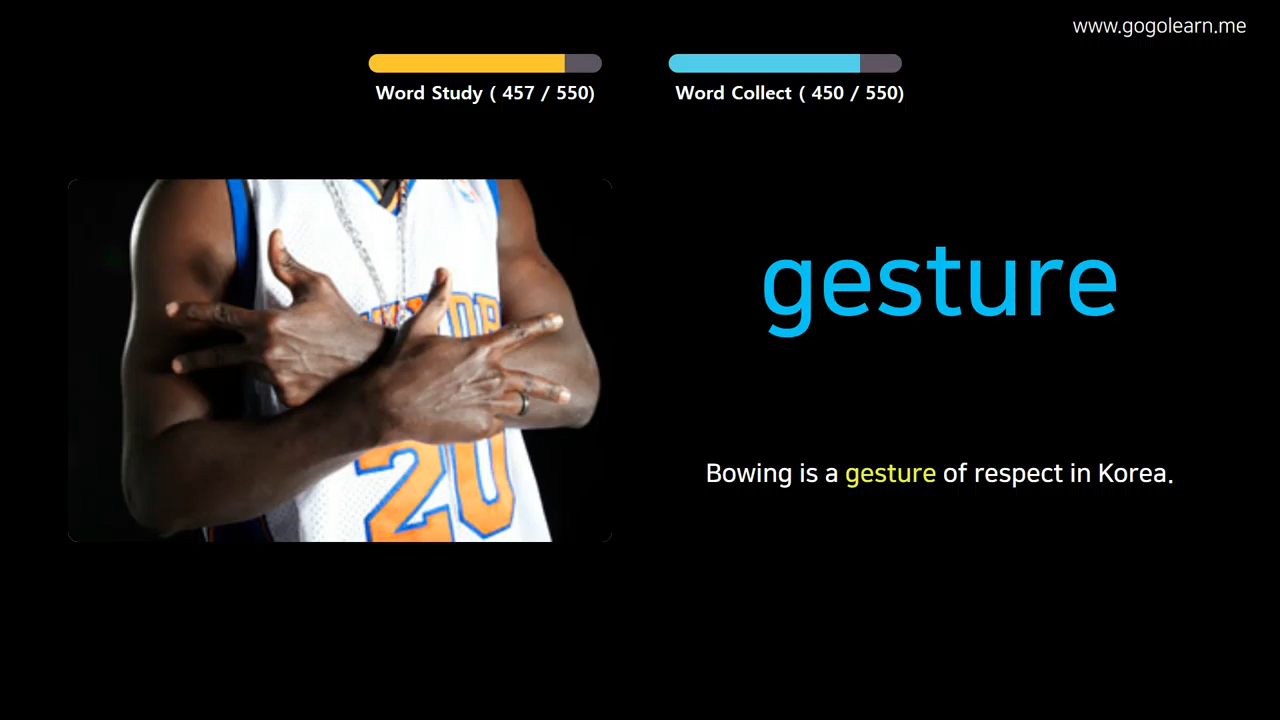 www.gogolearn.me
Word Study ( 457 / 550)
Word Collect ( 450 / 550)
gesture
Bowing is a gesture of respect in Korea.
20